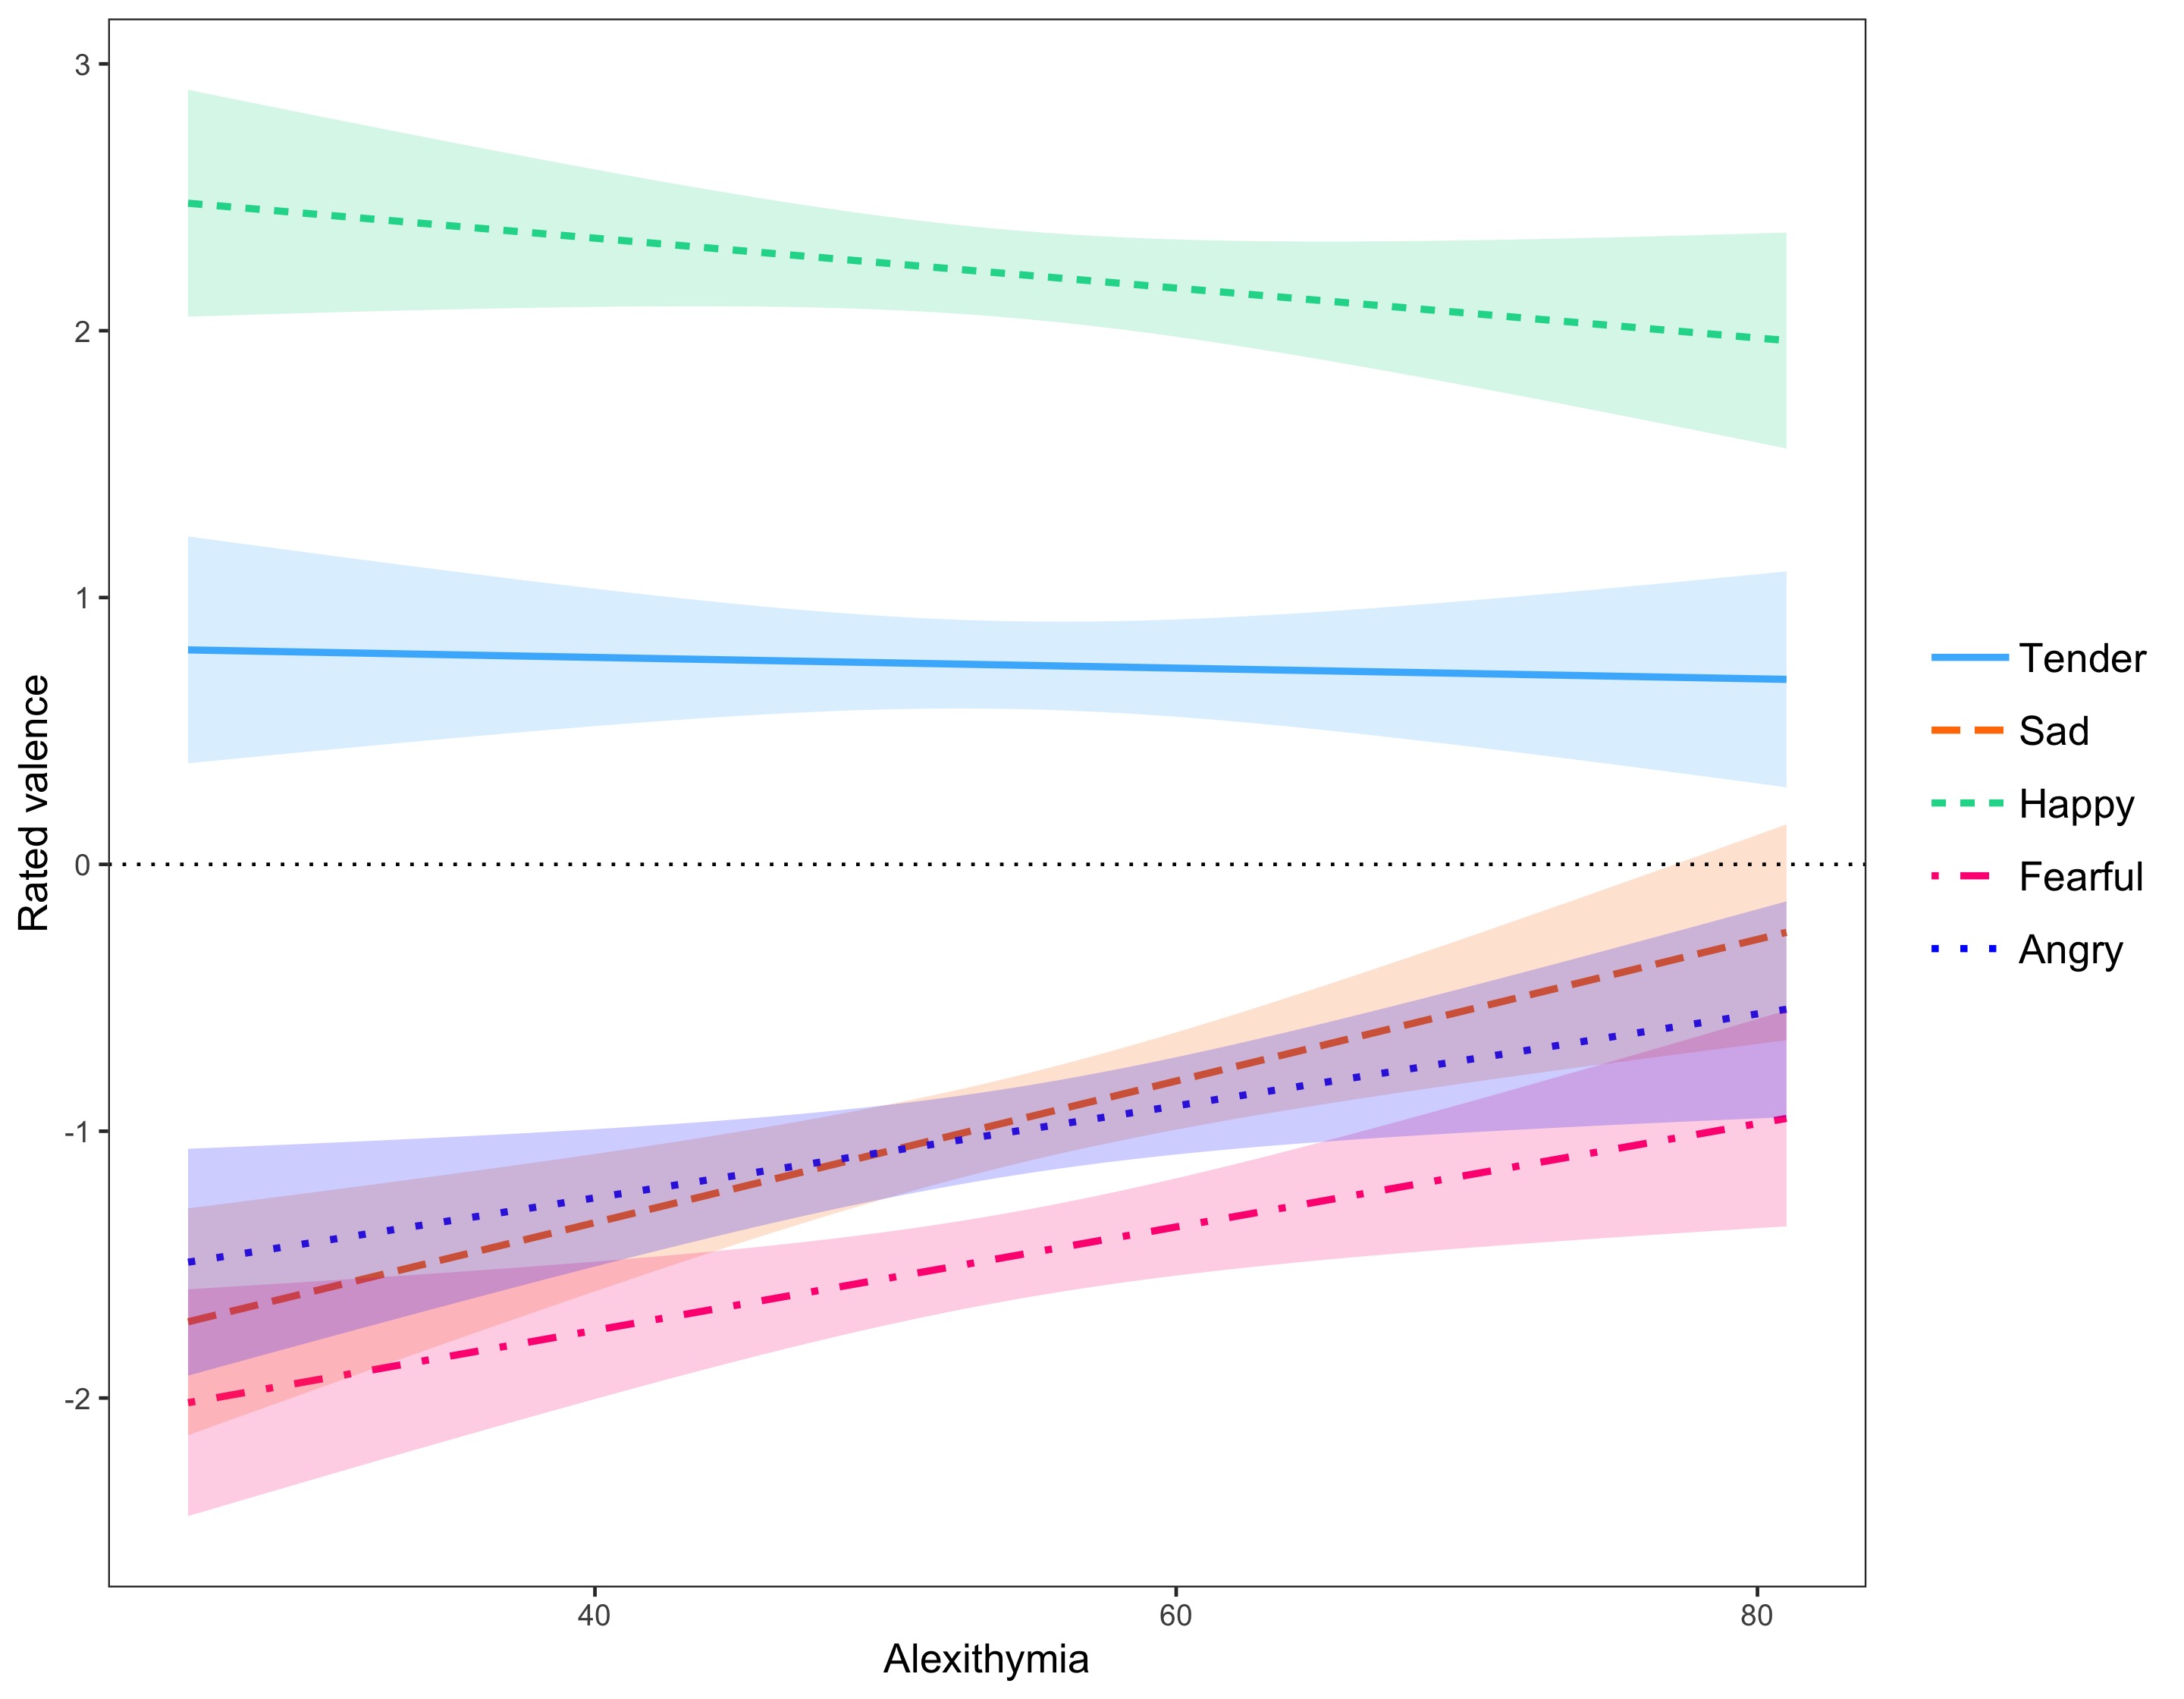 3
2
1
0
-1
-2
Rated valence
40
60
80
Alexithymia
Tender
Sad
Happy
Fearful
Angry